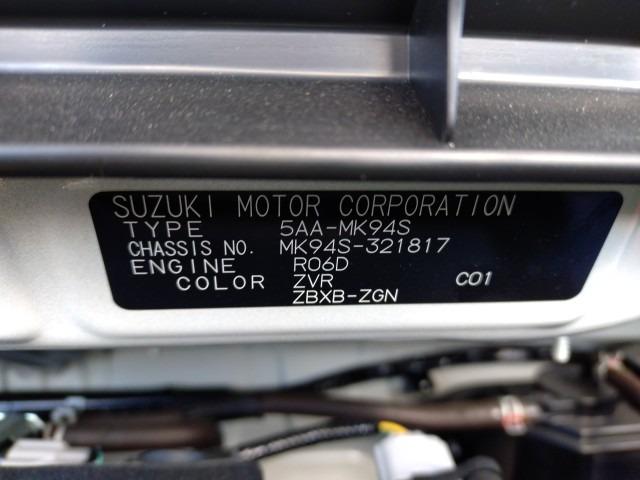 SUZUKI MOTOR CORPORATION
TYPE 5AA-MK94S
CHASSIS NO. MK94S-321817
ENGINE R06D
COLOR ZVR C01
ZBXB-ZGN